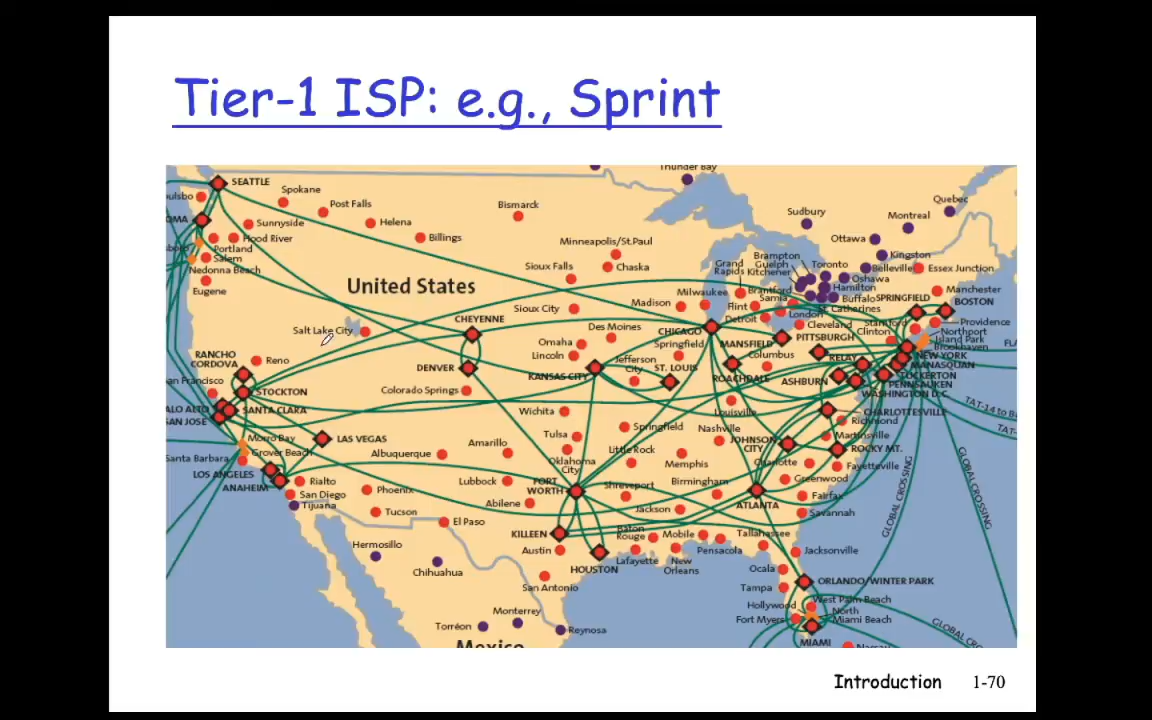 Tier-1 ISP: e.g., Sprint
Thunder Bay
SEATTLE
Spokane
Post Falls
Helena
Billings
Bismarck
Sunnyside
Hood River
Portland
Salem
Nedonna Beach
Eugene
Minneapolis/St.Paul
Chaska
Sioux Falls
Sioux City
United States
CHEYENNE
Salt Lake City
RANCHO
CORDOVA
Reno
DENVER
Colorado Springs
STOCKTON
SANTA CLARA
SAN JOSE
Morro Bay
Grover Beach
Santa Barbara
LOS ANGELES
ANAHEIM
LAS VEGAS
Rialto
San Diego
Tijuana
Phoenix
Tucson
Albuquerque
El Paso
Hermosillo
Chihuahua
Amarillo
Lubbock
Abilene
Wichita
Tulsa
Oklahoma
City
FORT
WORTH
KILLEEN
Austin
San Antonio
HOUSTON
Monterrey
Torréon
Reynosa
Mexico
Omaha
Lincoln
Des Moines
KANSAS CITY
Jefferson
City
ST. LOUIS
Springfield
Springfield
Little Rock
Shreveport
Memphis
Nashville
Birmingham
Jackson
Baton
Rouge
Lafayette
New
Orleans
Mobile
Pensacola
Tallahassee
Madison
Milwaukee
CHICAGO
Grand
Rapids
Kitchener
Guelph
Brampton
Brantford
Sarnia
Flint
Detroit
London
Toronto
Hamilton
St. Catherines
Buffalo
Oshawa
Belleville
Kingston
Ottawa
Sudbury
Montreal
Quebec
Essex Junction
Manchester
SPRINGFIELD
BOSTON
Stamford
Providence
Northport
Island Park
Brookhaven
Clinton
NEW YORK
MANASQUAN
TUCKERTON
PENNSAUKEN
WASHINGTON D.C.
RELAY
ASHBURN
PITTSBURGH
Cleveland
MANSFIELD
Columbus
ROACHDALE
Louisville
CHARLOTTESVILLE
Richmond
Martinsville
ROCKY MT.
JOHNSON
CITY
Charlotte
Fayetteville
Greenwood
Fairfax
Savannah
ATLANTA
Jacksonville
Ocala
Tampa
ORLANDO/WINTER PARK
West Palm Beach
Hollywood
North
Miami Beach
Fort Myers
MIAMI
GLOBAL CROSSING
GLOBAL CROSSING
Introduction 1-70